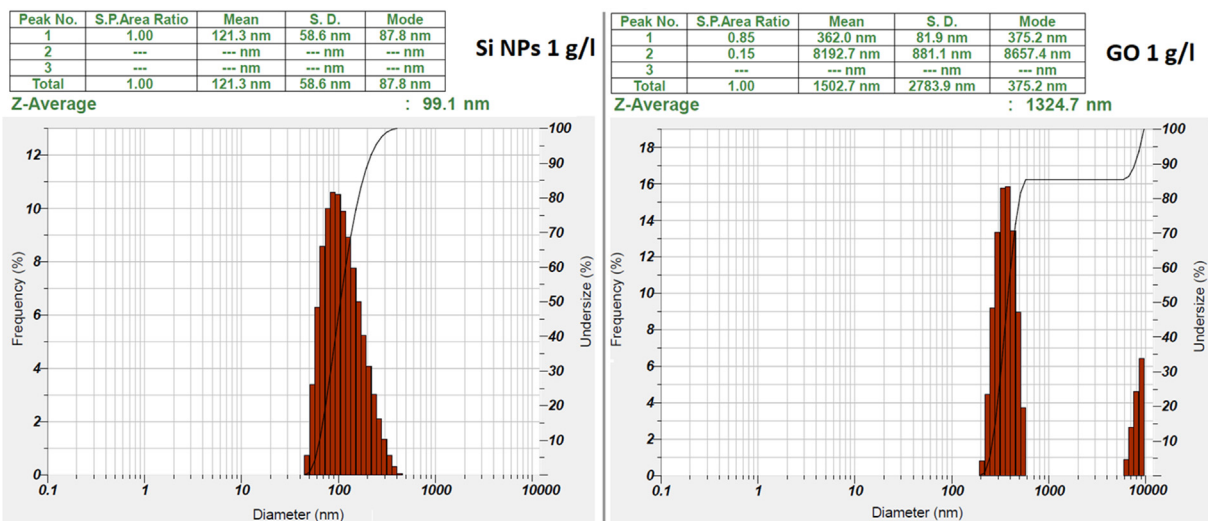 Peak No. S.P.Area Ratio Mean S. D. Mode
1 1.00 121.3 nm 58.6 nm 87.8 nm
2 --- --- nm --- nm --- nm
3 --- --- nm --- nm --- nm
Total 1.00 121.3 nm 58.6 nm 87.8 nm
Z-Average : 99.1 nm
Si NPs 1 g/l
12
10
8
6
4
2
0
Frequency (%)
100
90
80
70
60
50
40
30
20
10
Undersize (%)
0.1 1 10 100 1000 10000
Diameter (nm)
Peak No. S.P.Area Ratio Mean S. D. Mode
1 0.85 362.0 nm 81.9 nm 375.2 nm
2 0.15 8192.7 nm 881.1 nm 8657.4 nm
3 --- --- nm --- nm --- nm
Total 1.00 1502.7 nm 2783.9 nm 375.2 nm
Z-Average : 1324.7 nm
GO 1 g/l
18
16
14
12
10
8
6
4
2
0
Frequency (%)
100
90
80
70
60
50
40
30
20
10
Undersize (%)
0.1 1 10 100 1000 10000
Diameter (nm)